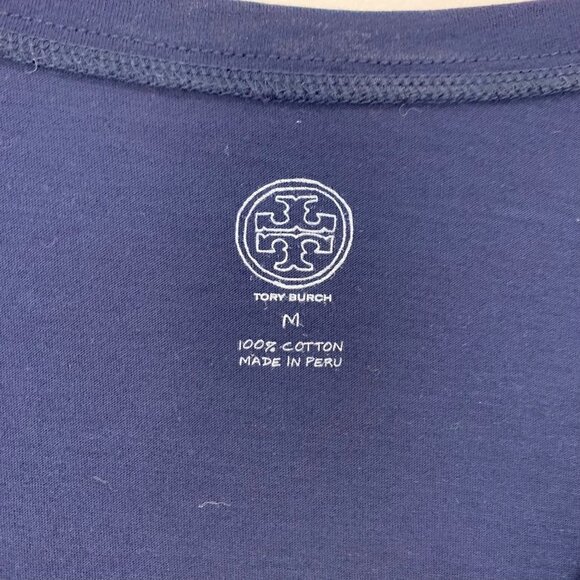 TORY BURCH
M
100% COTTON
MADE IN PERU